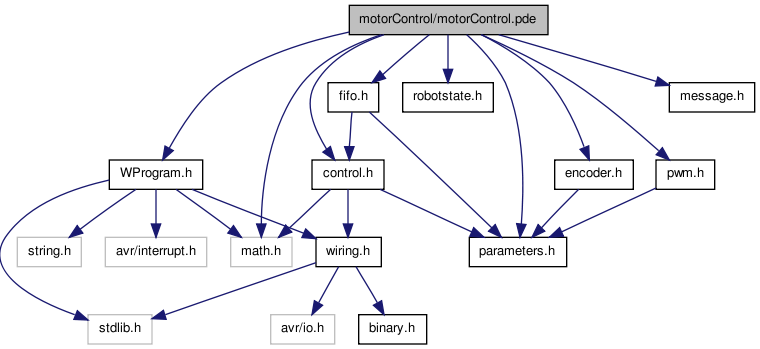 motorControl/motorControl.pde
fifo.h
robotstate.h
message.h
WProgram.h
control.h
encoder.h
pwm.h
string.h
avr/interrupt.h
math.h
wiring.h
parameters.h
stdlib.h
avr/io.h
binary.h